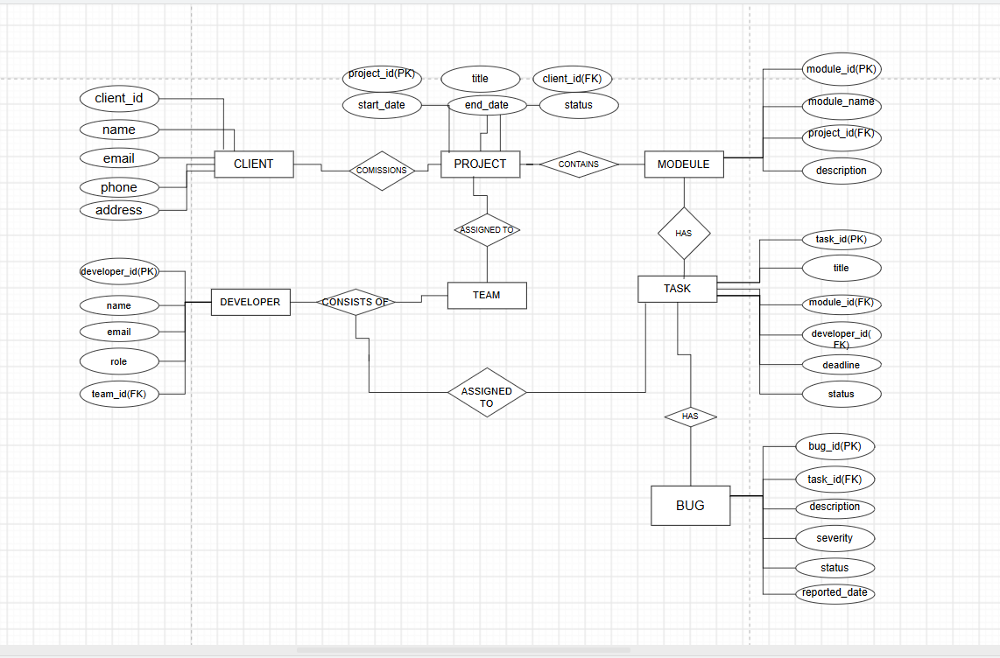 project_id(PK)
title
client_id(FK)
start_date
end_date
status
client_id
name
email
phone
address
CLIENT
COMISSIONS
PROJECT
CONTAINS
MODEULE
module_id(PK)
module_name
project_id(FK)
description
ASSIGNED TO
HAS
developer_id(PK)
name
email
role
team_id(FK)
DEVELOPER
CONSISTS OF
TEAM
TASK
task_id(PK)
title
module_id(FK)
developer_id(
FK)
deadline
status
ASSIGNED
TO
HAS
BUG
bug_id(PK)
task_id(FK)
description
severity
status
reported_date